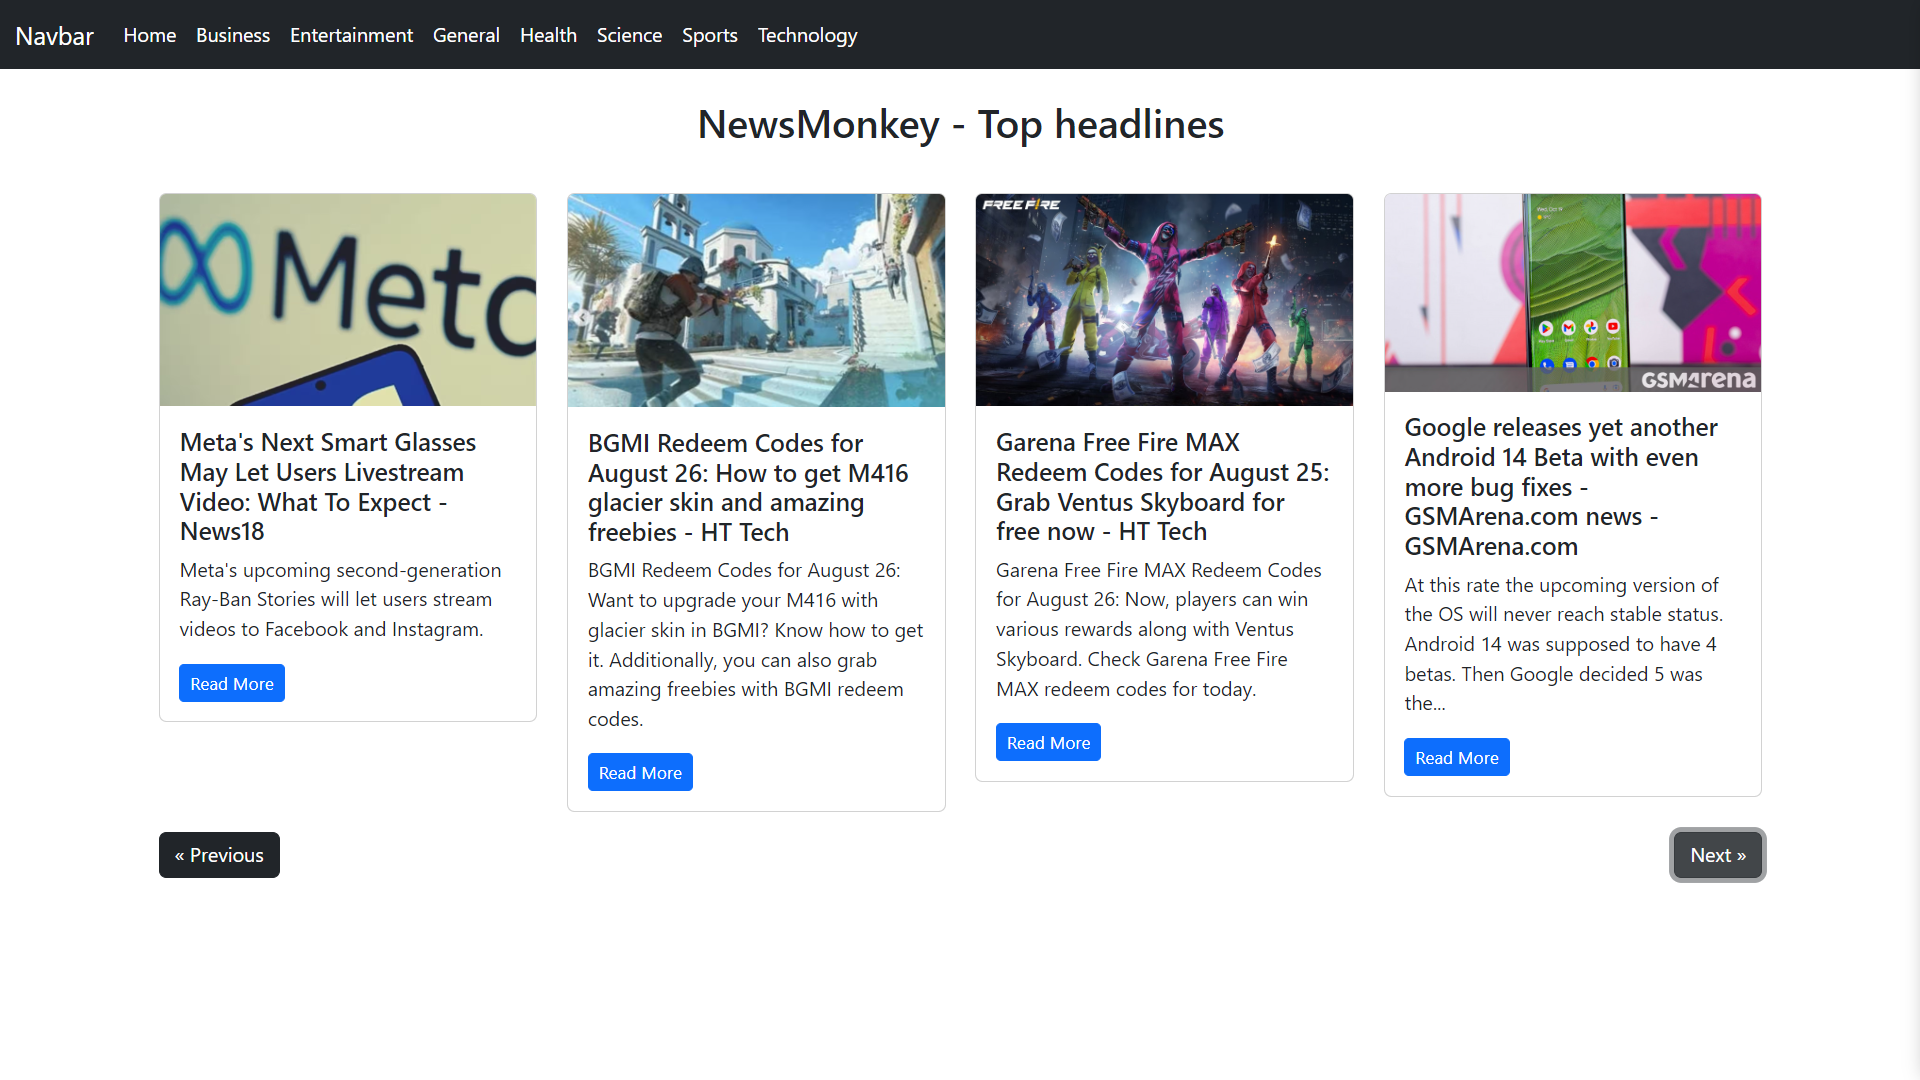 Navbar Home Business Entertainment General Health Science Sports Technology
NewsMonkey - Top headlines
Meta
Meta's Next Smart Glasses
May Let Users Livestream
Video: What To Expect -
News18
Meta's upcoming second-generation
Ray-Ban Stories will let users stream
videos to Facebook and Instagram.
Read More
BGMI Redeem Codes for
August 26: How to get M416
glacier skin and amazing
freebies - HT Tech
BGMI Redeem Codes for August 26:
Want to upgrade your M416 with
glacier skin in BGMI? Know how to get
it. Additionally, you can also grab
amazing freebies with BGMI redeem
codes.
Read More
FREE FIRE
Garena Free Fire MAX
Redeem Codes for August 25:
Grab Ventus Skyboard for
free now - HT Tech
Garena Free Fire MAX Redeem Codes
for August 26: Now, players can win
various rewards along with Ventus
Skyboard. Check Garena Free Fire
MAX redeem codes for today.
Read More
GSMArena
Google releases yet another
Android 14 Beta with even
more bug fixes -
GSMArena.com news -
GSMArena.com
At this rate the upcoming version of
the OS will never reach stable status.
Android 14 was supposed to have 4
betas. Then Google decided 5 was
the...
Read More
« Previous
Next »